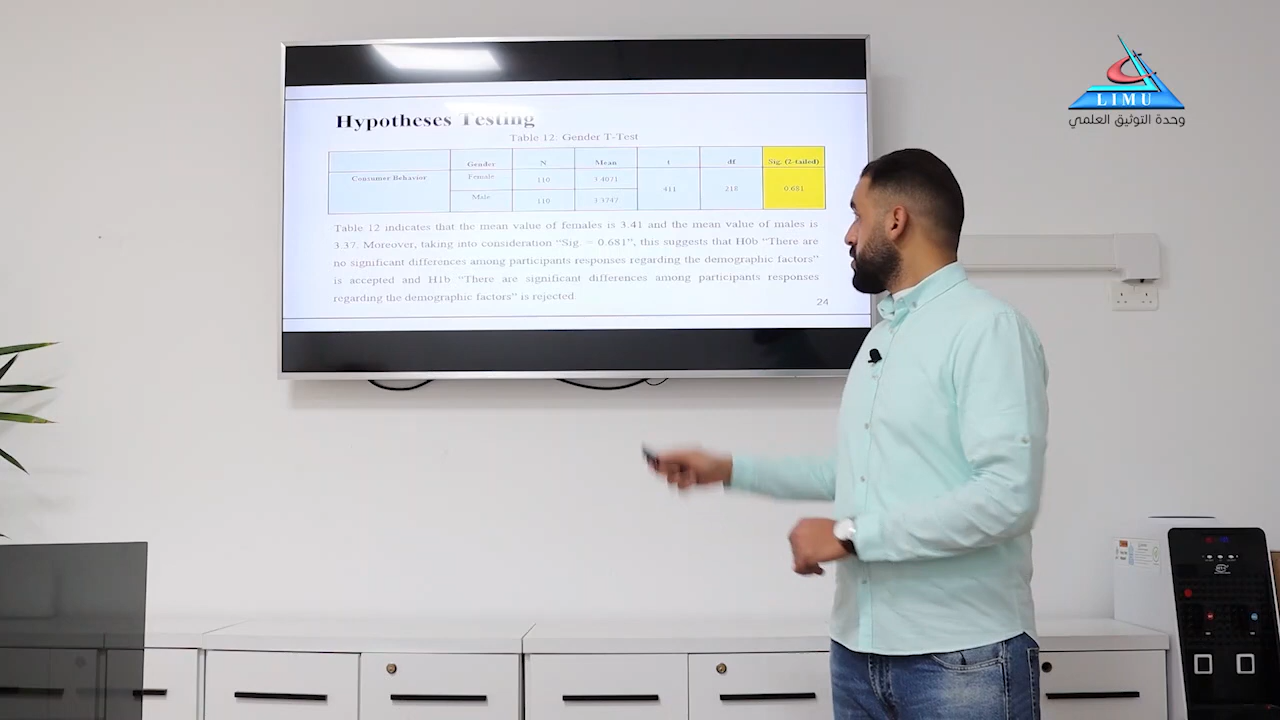 LIMU
وحدة التوثيق العلمي
Hypotheses Testing
Table 12: Gender T-Test
Gender N Mean t df Sig. (2-tailed)
Consumer Behavior Female 110 3.4071 .411 218 0.681
Male 110 3.3747
Table 12 indicates that the mean value of females is 3.41 and the mean value of males is
3.37. Moreover, taking into consideration "Sig. = 0.681", this suggests that H0b "There are
no significant differences among participants responses regarding the demographic factors"
is accepted and H1b "There are significant differences among participants responses
regarding the demographic factors" is rejected
24